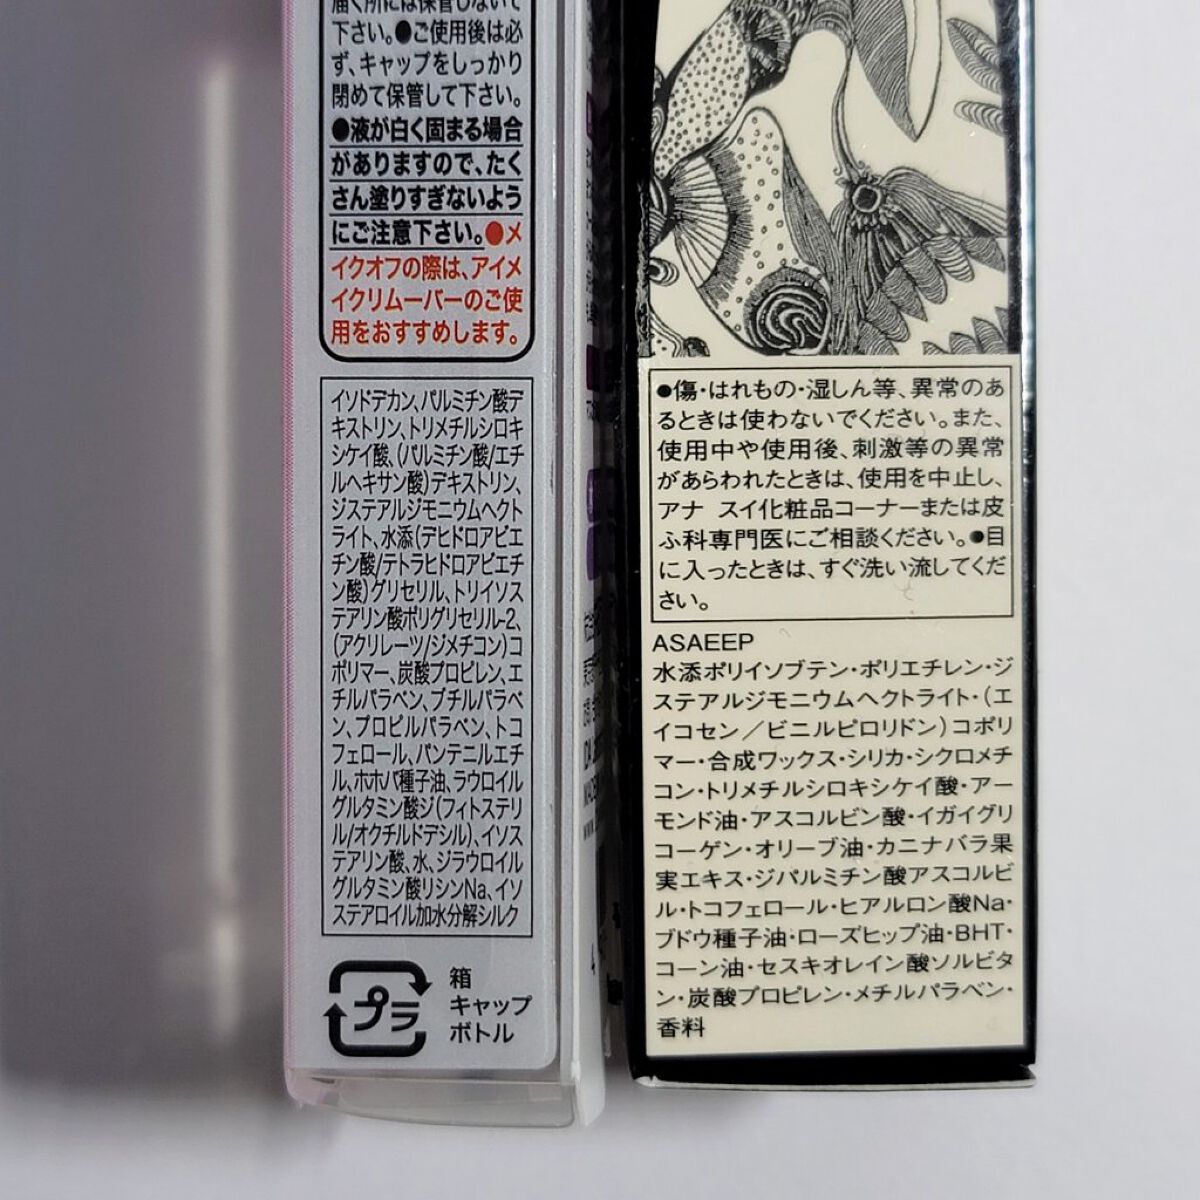 届く所には保管しないで
下さい。●ご使用後は必
ず、キャップをしっかり
閉めて保管して下さい。
●液が白く固まる場合
がありますので、たく
さん塗りすぎないよう
にご注意下さい。●メ
イクオフの際は、アイメ
イクリムーバーのご使
用をおすすめします。
イソドデカン、パルミチン酸デ
キストリン、トリメチルシロキ
シケイ酸、(パルミチン酸/エチ
ルヘキサン酸)デキストリン、
ジステアルジモニウムヘクト
ライト、水添(デヒドロアビエ
チン酸/テトラヒドロアビエチ
ン酸)グリセリル、トリイソス
テアリン酸ポリグリセリル-2、
(アクリレーツ/ジメチコン)コ
ポリマー、炭酸プロピレン、エ
チルパラベン、ブチルパラベ
ン、プロピルパラベン、トコ
フェロール、パンテニルエチ
ル、ホホバ種子油、ラウロイル
グルタミン酸ジ(フィトステリ
ル/オクチルドデシル)、イソス
テアリン酸、水、ジラウロイル
グルタミン酸リシンNa、イソ
ステアロイル加水分解シルク
プラ
箱
キャップ
ボトル
●傷・はれもの・湿しん等、異常のあ
るときは使わないでください。また、
使用中や使用後、刺激等の異常
があらわれたときは、使用を中止し、
アナ スイ化粧品コーナーまたは皮
ふ科専門医にご相談ください。●目
に入ったときは、すぐ洗い流してくだ
さい。
ASAEEP
水添ポリイソブテン・ポリエチレン・ジ
ステアルジモニウムヘクトライト・(エ
イコセン／ビニルピロリドン)コポリ
マー・合成ワックス・シリカ・シクロメチ
コン・トリメチルシロキシケイ酸・アー
モンド油・アスコルビン酸・イガイグリ
コーゲン・オリーブ油・カニナバラ果
実エキス・ジパルミチン酸アスコルビ
ル・トコフェロール・ヒアルロン酸Na・
ブドウ種子油・ローズヒップ油・BHT・
コーン油・セスキオレイン酸ソルビタ
ン・炭酸プロピレン・メチルパラベン・
香料